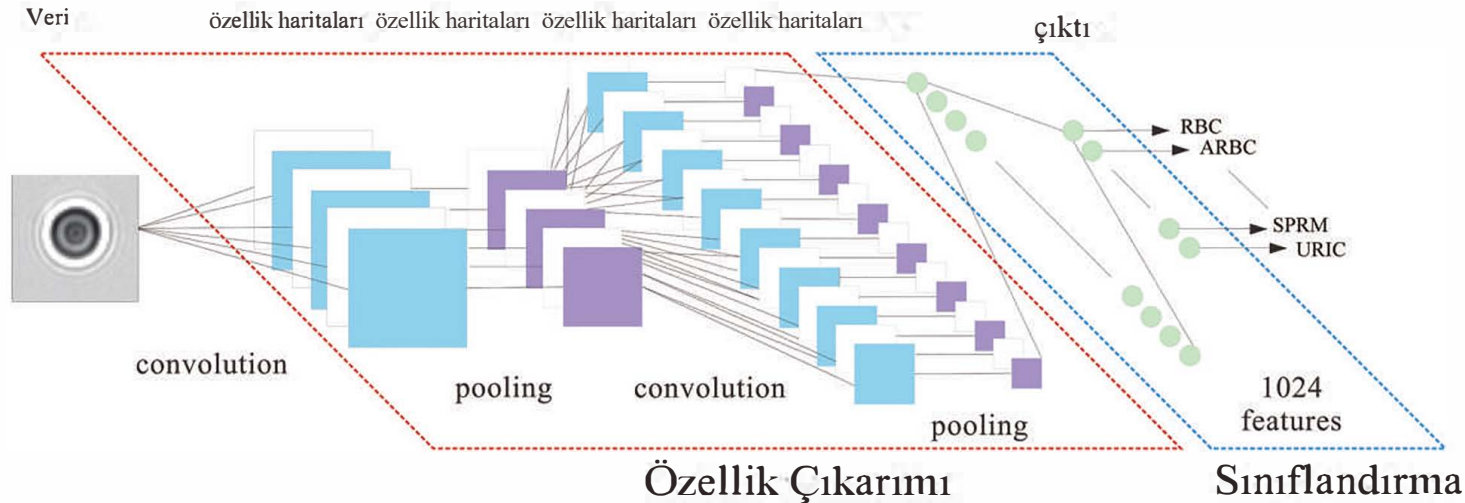 Veri
özellik haritaları özellik haritaları özellik haritaları özellik haritaları
çıktı
RBC
ARBC
SPRM
URIC
convolution
pooling
convolution
pooling
1024
features
Özellik Çıkarımı
Sınıflandırma